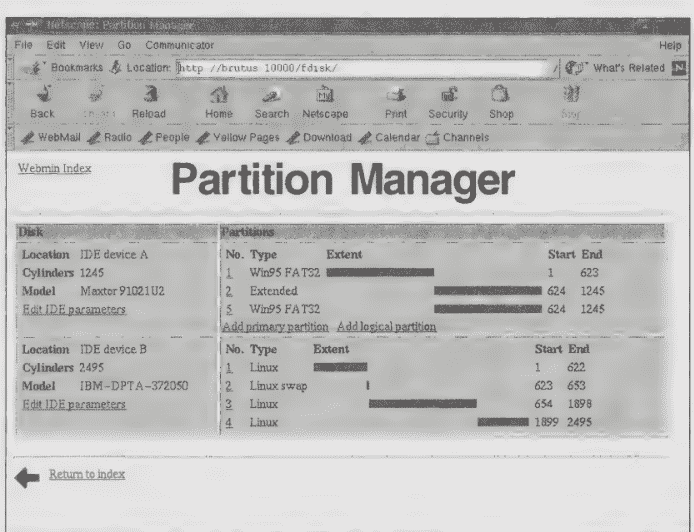 Netscape: Partition Manager
File Edit View Go Communicator Help
Bookmarks Location: http //brutus 10000/fdisk/ What's Related N
Back Reload Home Search Netscape Print Security Shop Stop
WebMail Radio People Yellow Pages Download Calendar Channels
Webmin Index
Partition Manager
Disk Partitions
Location IDE device A
Cylinders 1245
Model Maxtor 91021U2
Edit IDE parameters
No. Type Extent Start End
1 Win95 FAT32 1 623
2 Extended 624 1245
5 Win95 FAT32 624 1245
Add primary partition Add logical partition
Location IDE device B
Cylinders 2495
Model IBM-DPTA-372050
Edit IDE parameters
No. Type Extent Start End
1 Linux 1 622
2 Linux swap 623 653
3 Linux 654 1898
4 Linux 1899 2495
Return to index